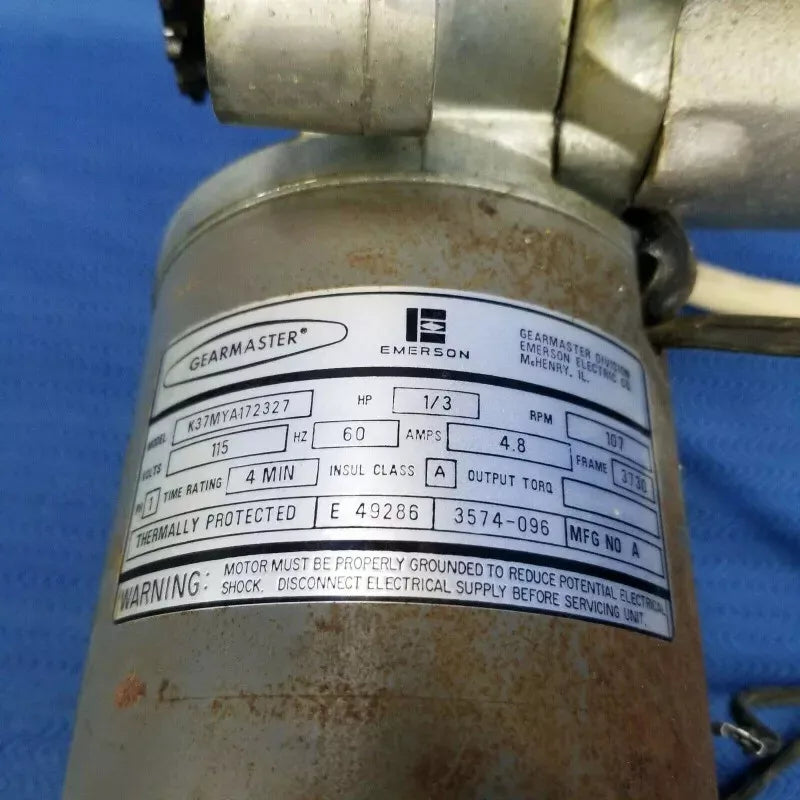 GEARMASTER®
EMERSON
GEARMASTER DIVISION
EMERSON ELECTRIC CO.
McHENRY, IL.
MODEL K37MYA172327 HP 1/3 RPM 107
VOLTS 115 HZ 60 AMPS 4.8 FRAME 3730
PH 1 TIME RATING 4 MIN INSUL CLASS A OUTPUT TORQ
THERMALLY PROTECTED E 49286 3574-096 MFG NO A
WARNING: MOTOR MUST BE PROPERLY GROUNDED TO REDUCE POTENTIAL ELECTRICAL
SHOCK. DISCONNECT ELECTRICAL SUPPLY BEFORE SERVICING UNIT.